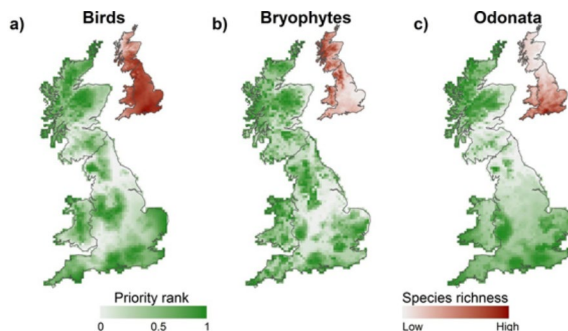 a) Birds
b) Bryophytes
c) Odonata
Priority rank
0 0.5 1
Species richness
Low High